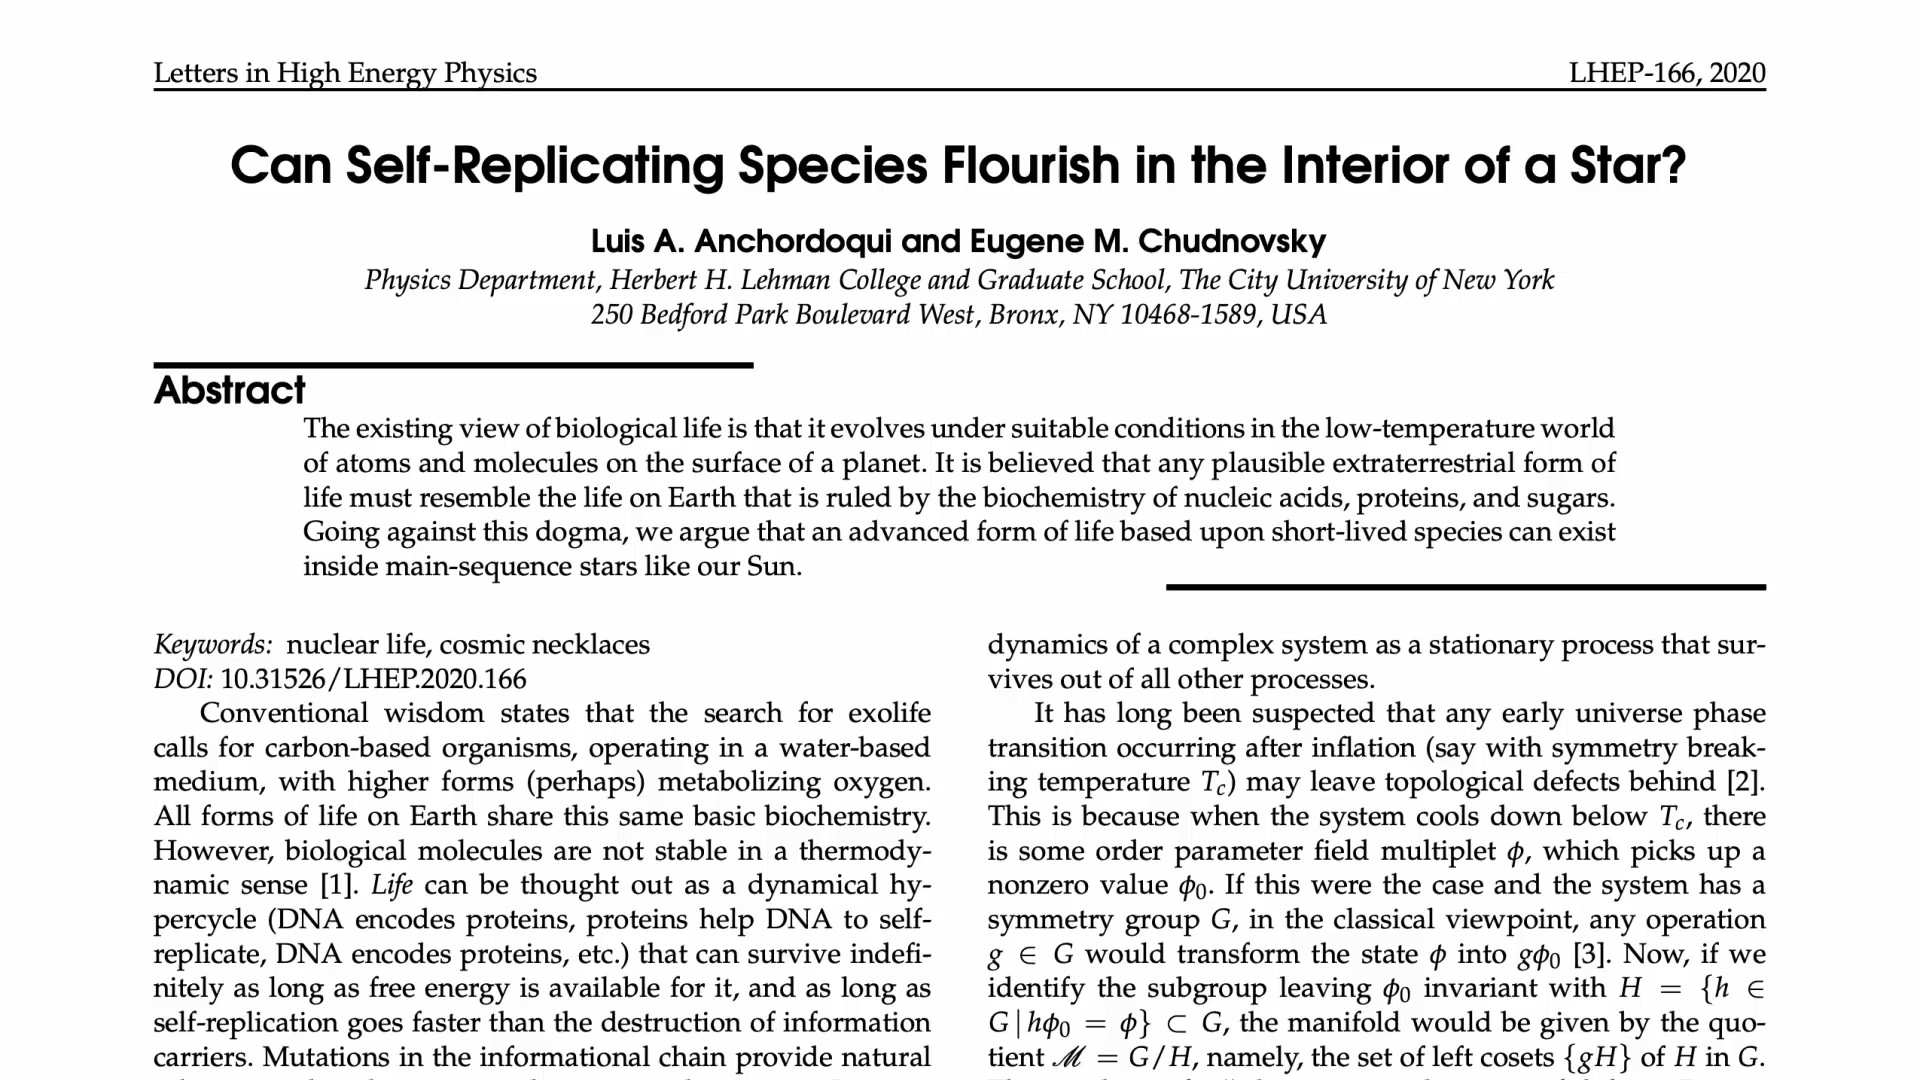 Letters in High Energy Physics
LHEP-166, 2020
Can Self-Replicating Species Flourish in the Interior of a Star?
Luis A. Anchordoqui and Eugene M. Chudnovsky
Physics Department, Herbert H. Lehman College and Graduate School, The City University of New York
250 Bedford Park Boulevard West, Bronx, NY 10468-1589, USA
Abstract
The existing view of biological life is that it evolves under suitable conditions in the low-temperature world
of atoms and molecules on the surface of a planet. It is believed that any plausible extraterrestrial form of
life must resemble the life on Earth that is ruled by the biochemistry of nucleic acids, proteins, and sugars.
Going against this dogma, we argue that an advanced form of life based upon short-lived species can exist
inside main-sequence stars like our Sun.
Keywords: nuclear life, cosmic necklaces
DOI: 10.31526/LHEP.2020.166
Conventional wisdom states that the search for exolife
calls for carbon-based organisms, operating in a water-based
medium, with higher forms (perhaps) metabolizing oxygen.
All forms of life on Earth share this same basic biochemistry.
However, biological molecules are not stable in a thermody-
namic sense [1]. Life can be thought out as a dynamical hy-
percycle (DNA encodes proteins, proteins help DNA to self-
replicate, DNA encodes proteins, etc.) that can survive indefi-
nitely as long as free energy is available for it, and as long as
self-replication goes faster than the destruction of information
carriers. Mutations in the informational chain provide natural
dynamics of a complex system as a stationary process that sur-
vives out of all other processes.
It has long been suspected that any early universe phase
transition occurring after inflation (say with symmetry break-
ing temperature T_c) may leave topological defects behind [2].
This is because when the system cools down below T_c, there
is some order parameter field multiplet ϕ, which picks up a
nonzero value ϕ₀. If this were the case and the system has a
symmetry group G, in the classical viewpoint, any operation
g ∈ G would transform the state ϕ into gϕ₀ [3]. Now, if we
identify the subgroup leaving ϕ₀ invariant with H = {h ∈
G | hϕ₀ = ϕ} ⊂ G, the manifold would be given by the quo-
tient ℳ = G/H, namely, the set of left cosets {gH} of H in G.